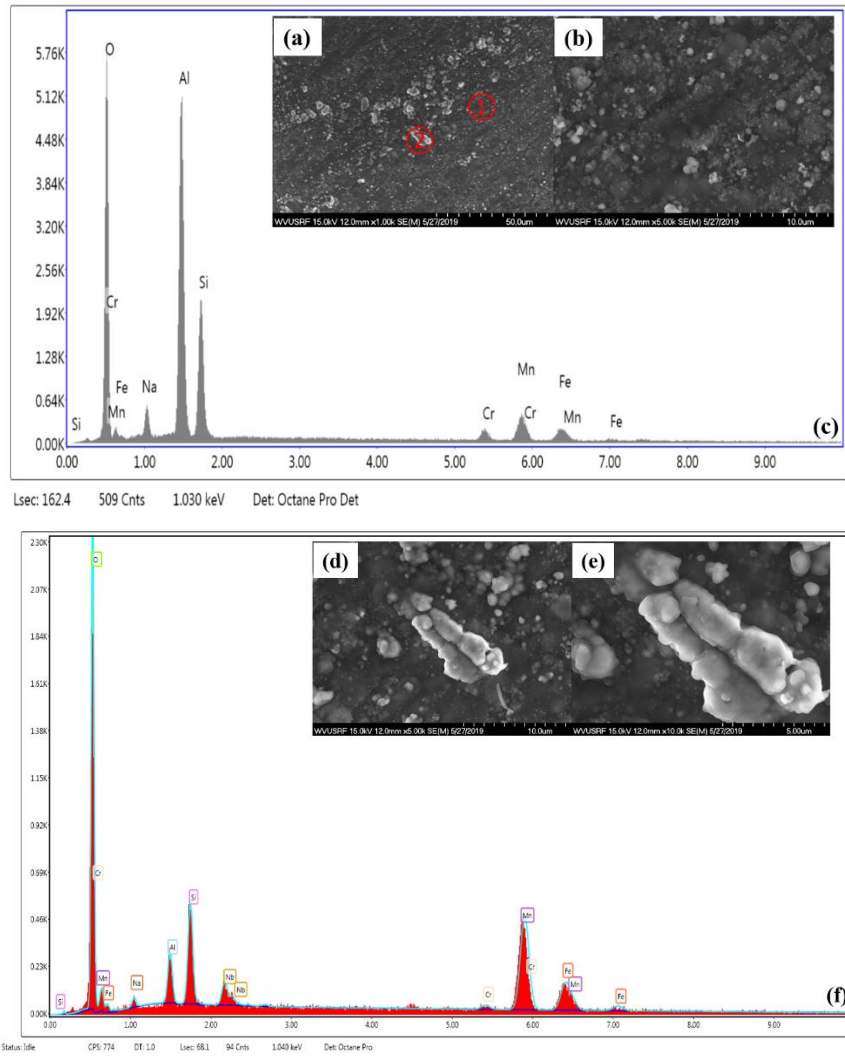 (a)
(b)
①
②
WVUSRF 15.0kV 12.0mm x1.00k SE(M) 5/27/2019 50.0um
WVUSRF 15.0kV 12.0mm x5.00k SE(M) 5/27/2019 10.0um
5.76K
5.12K
4.48K
3.84K
3.20K
2.56K
1.92K
1.28K
0.64K
0.00K
O
Al
Si
Cr
Fe
Na
Mn
Si
Mn
Fe
Cr
Cr
Mn
Fe
(c)
0.00 1.00 2.00 3.00 4.00 5.00 6.00 7.00 8.00 9.00
Lsec: 162.4 509 Cnts 1.030 keV Det: Octane Pro Det
(d)
(e)
WVUSRF 15.0kV 12.0mm x5.00k SE(M) 5/27/2019 10.0um
WVUSRF 15.0kV 12.0mm x10.0k SE(M) 5/27/2019 5.00um
2.30K
2.07K
1.84K
1.61K
1.38K
1.15K
0.92K
0.69K
0.46K
0.23K
0.00K
O
Cr
Si
Mn
Al
Nb
Cr
Fe
Mn
Nb
Na
Fe
Mn
Si
Cr
Fe
(f)
0.00 1.00 2.00 3.00 4.00 5.00 6.00 7.00 8.00 9.00
Status: Idle CPS: 774 DT: 1.0 Lsec: 68.1 94 Cnts 1.040 keV Det: Octane Pro